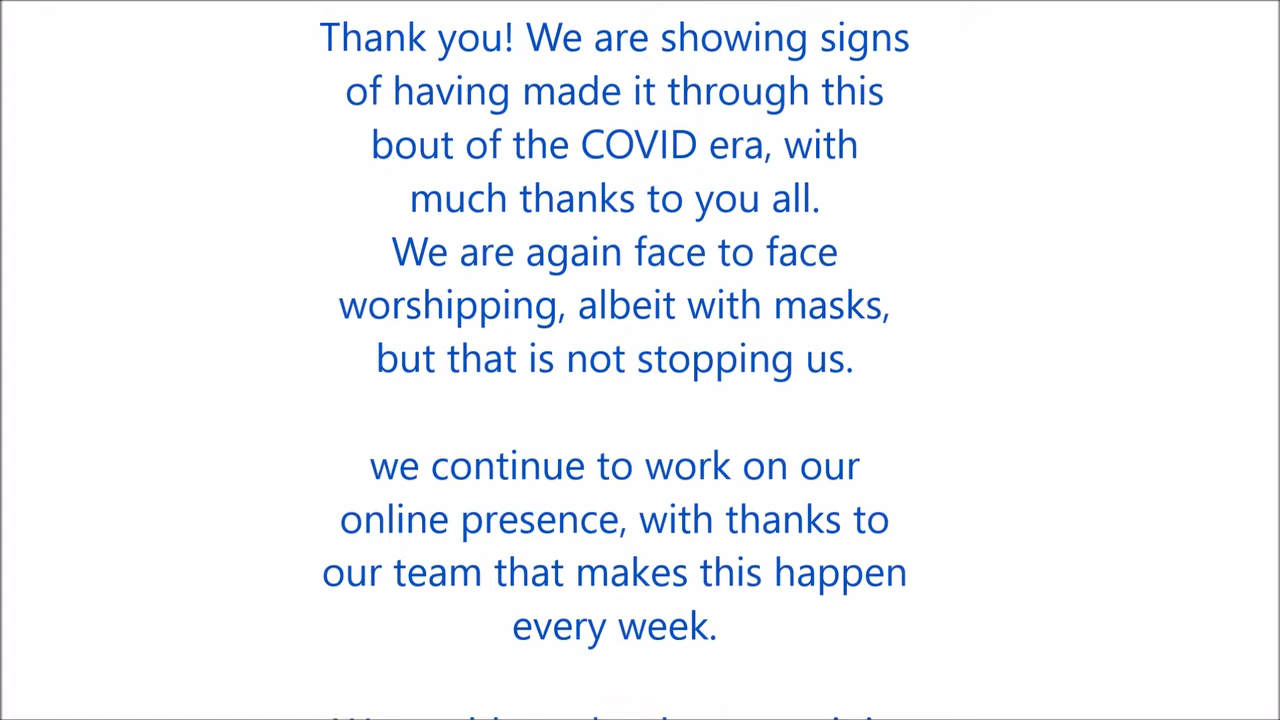 Thank you! We are showing signs
of having made it through this
bout of the COVID era, with
much thanks to you all.
We are again face to face
worshipping, albeit with masks,
but that is not stopping us.
we continue to work on our
online presence, with thanks to
our team that makes this happen
every week.